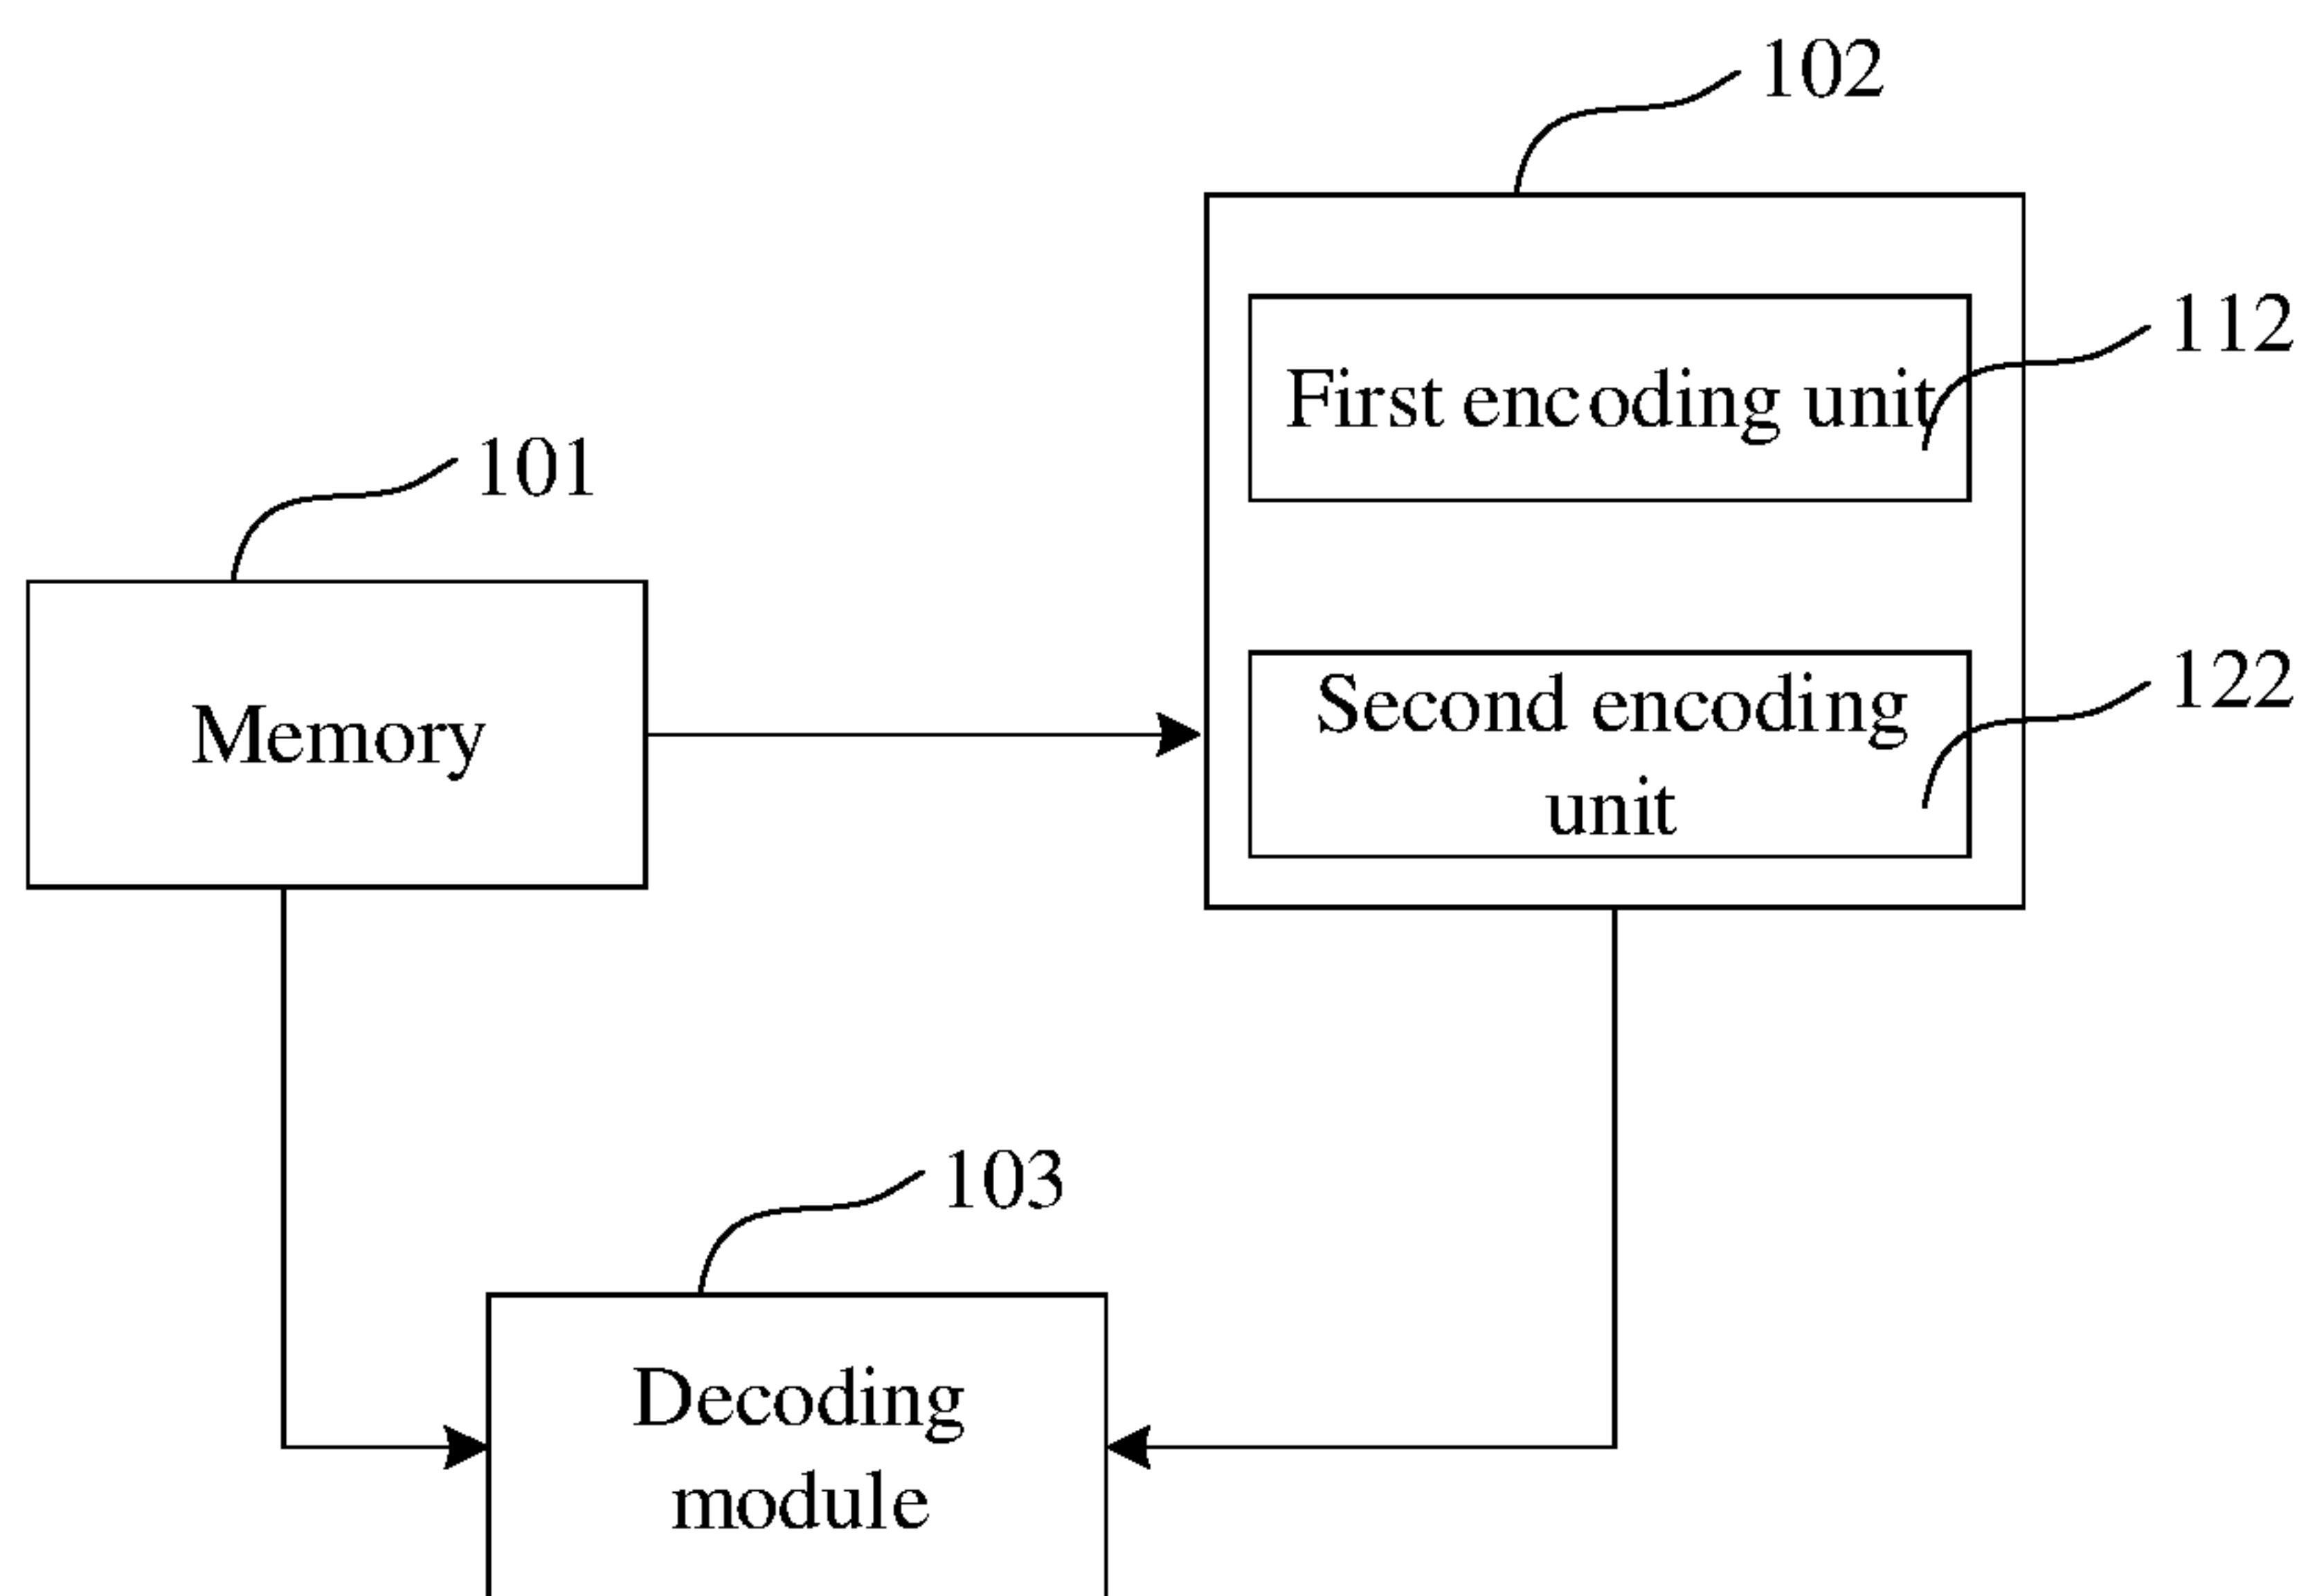 102
First encoding unit
112
101
Memory
Second encoding
unit
122
103
Decoding
module